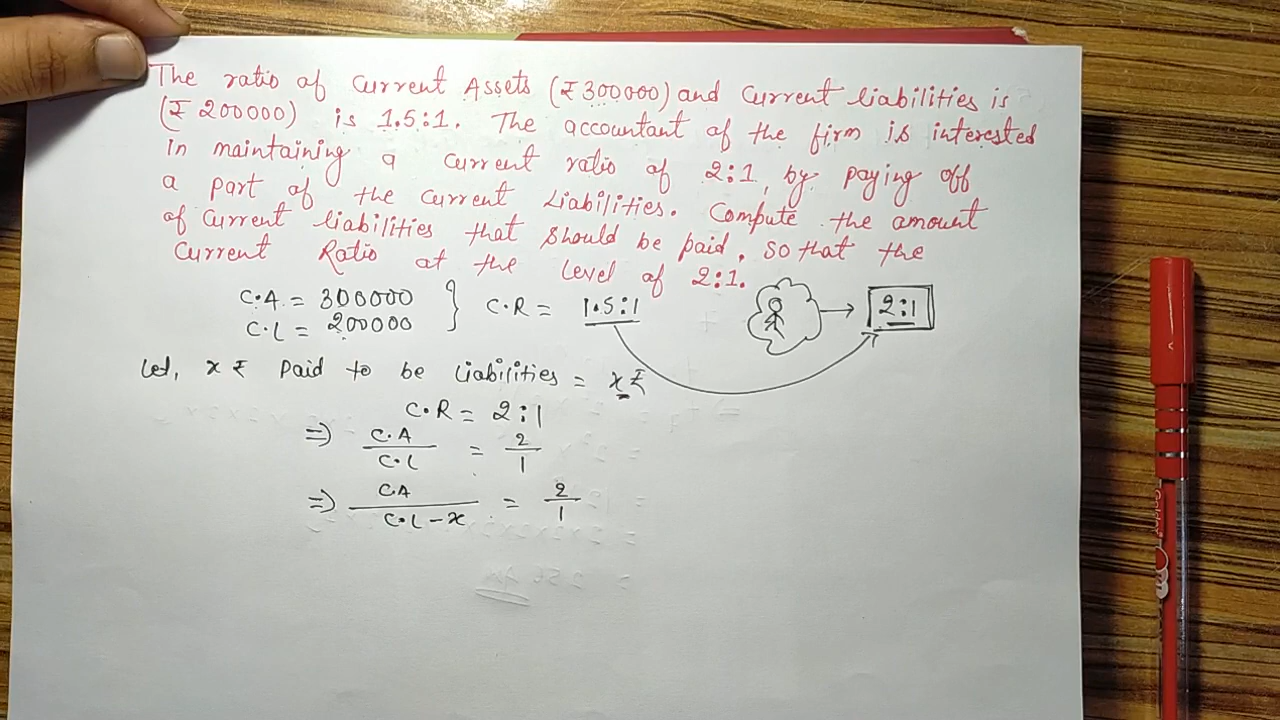 The ratio of Current Assets (₹300000) and Current liabilities is
(₹ 200000) is 1.5:1. The accountant of the firm is interested
in maintaining a current ratio of 2:1, by paying off
a part of the current Liabilities. Compute the amount
of current liabilities that should be paid, so that the
Current Ratio at the level of 2:1.
C.A. = 300000 } C.R = 1.5:1 → 2:1
C.L = 200000
Let, x ₹ paid to be liabilities = x₹
C.R = 2:1
⇒ C.A / C.L = 2/1
⇒ CA / C.L - x = 2/1